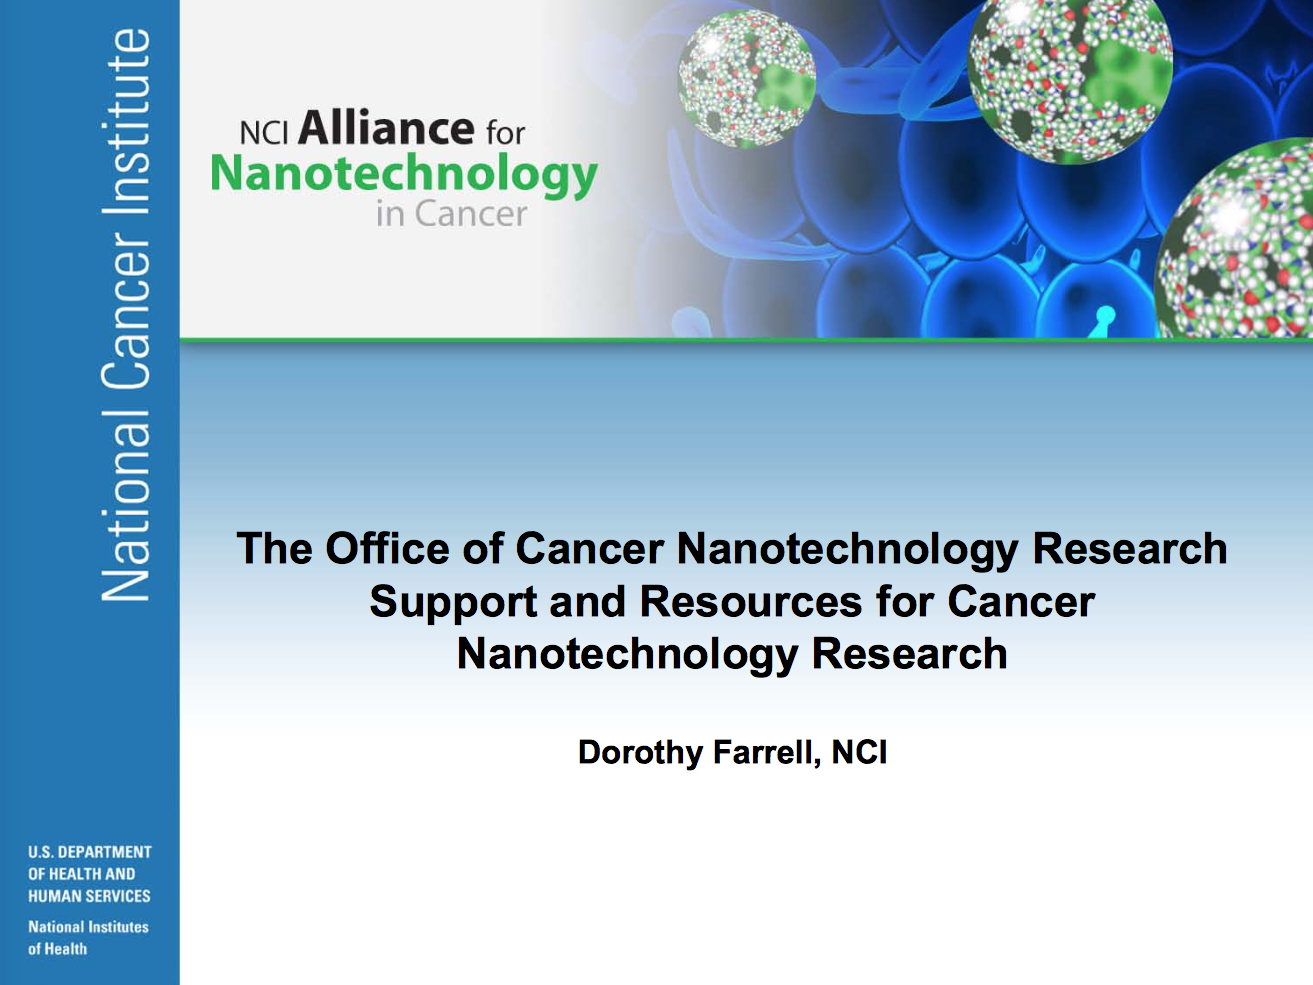 National Cancer Institute
NCI Alliance for
Nanotechnology
in Cancer
The Office of Cancer Nanotechnology Research
Support and Resources for Cancer
Nanotechnology Research
Dorothy Farrell, NCI
U.S. DEPARTMENT
OF HEALTH AND
HUMAN SERVICES
National Institutes
of Health